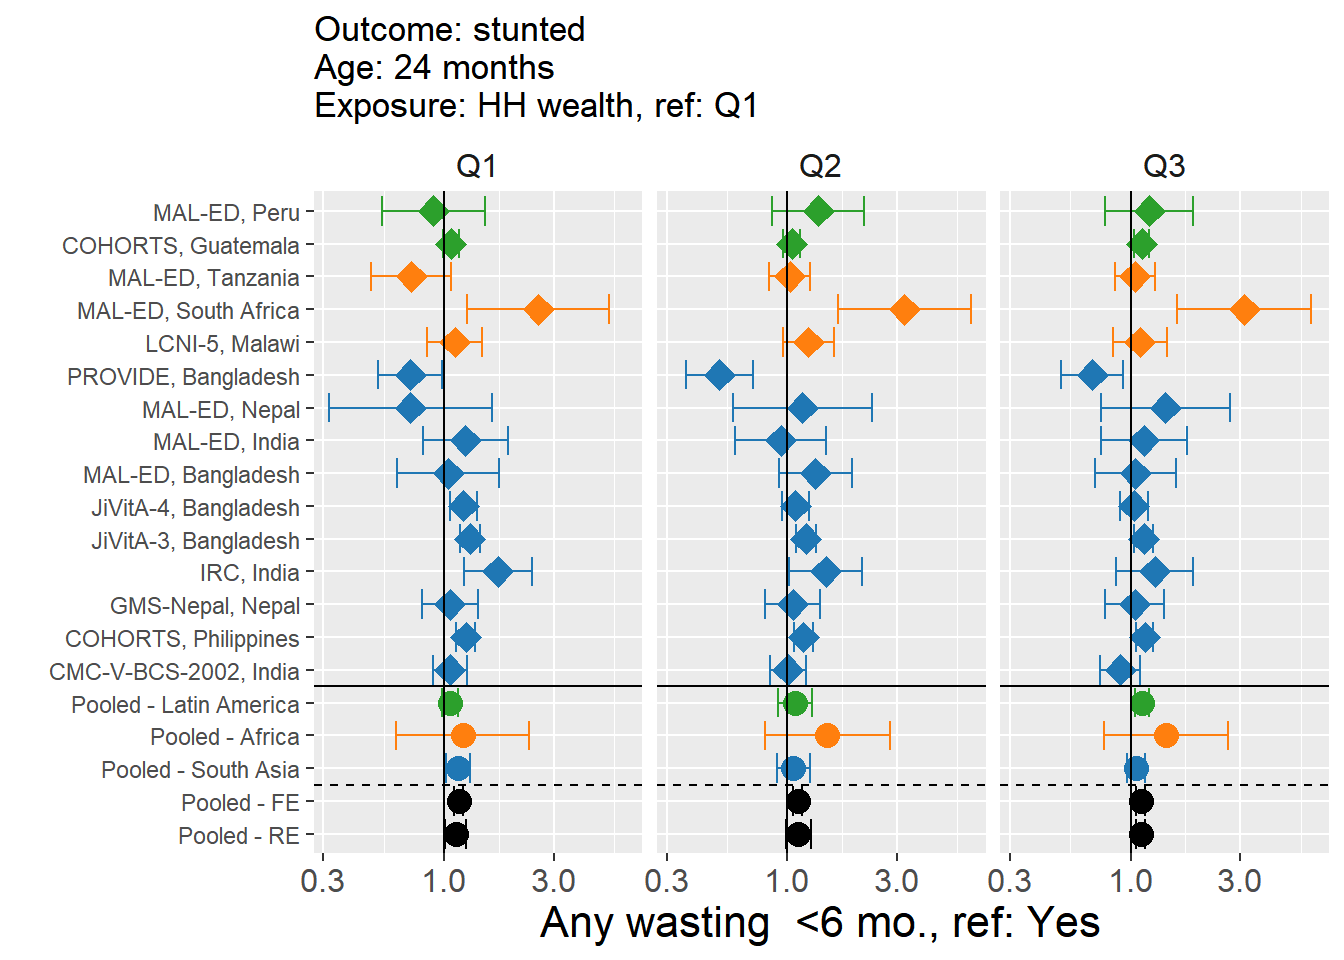 Outcome: stunted
Age: 24 months
Exposure: HH wealth, ref: Q1
Q1 Q2 Q3
MAL-ED, Peru
COHORTS, Guatemala
MAL-ED, Tanzania
MAL-ED, South Africa
LCNI-5, Malawi
PROVIDE, Bangladesh
MAL-ED, Nepal
MAL-ED, India
MAL-ED, Bangladesh
JiVitA-4, Bangladesh
JiVitA-3, Bangladesh
IRC, India
GMS-Nepal, Nepal
COHORTS, Philippines
CMC-V-BCS-2002, India
Pooled - Latin America
Pooled - Africa
Pooled - South Asia
Pooled - FE
Pooled - RE
0.3 1.0 3.0 0.3 1.0 3.0 0.3 1.0 3.0
Any wasting  <6 mo., ref: Yes